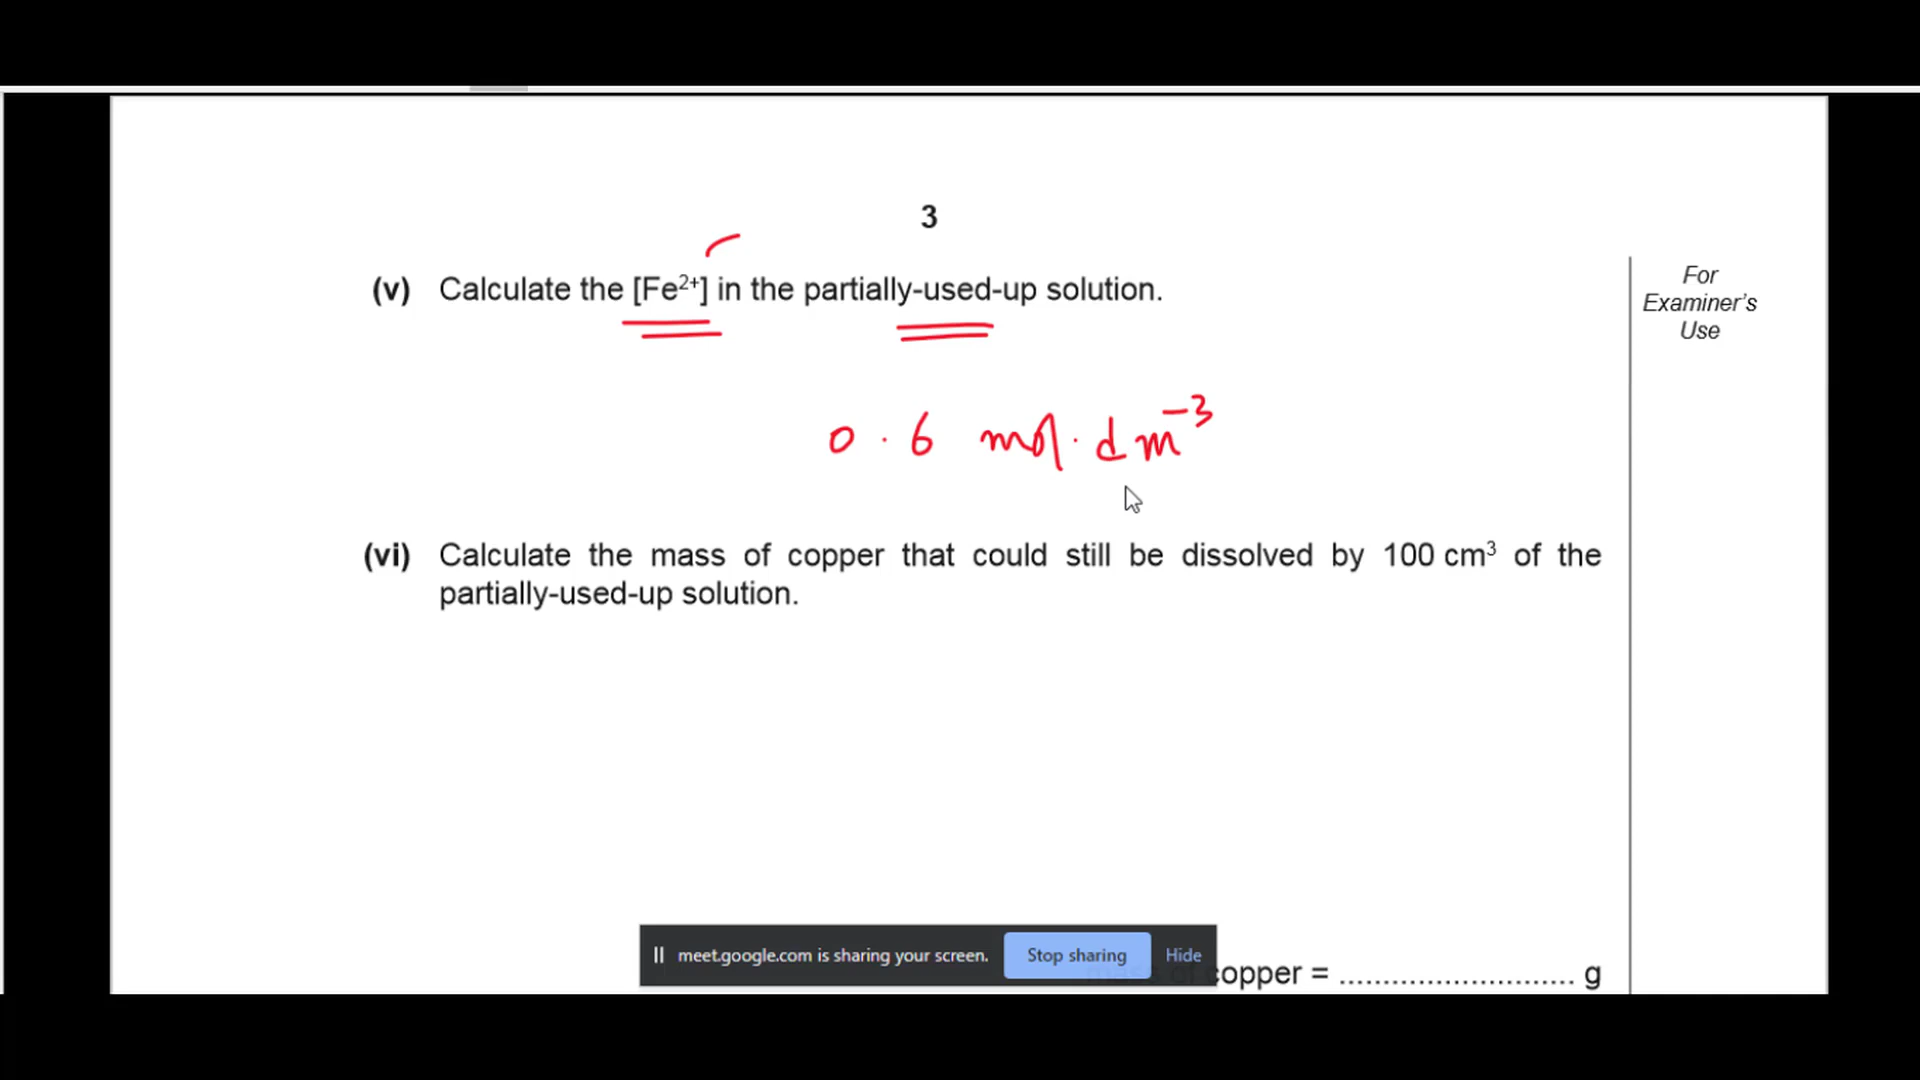 3
(v) Calculate the [Fe²⁺] in the partially-used-up solution.
For
Examiner's
Use
0.6 mol.dm⁻³
(vi) Calculate the mass of copper that could still be dissolved by 100 cm³ of the
partially-used-up solution.
meet.google.com is sharing your screen. Stop sharing Hide
copper = .......................... g